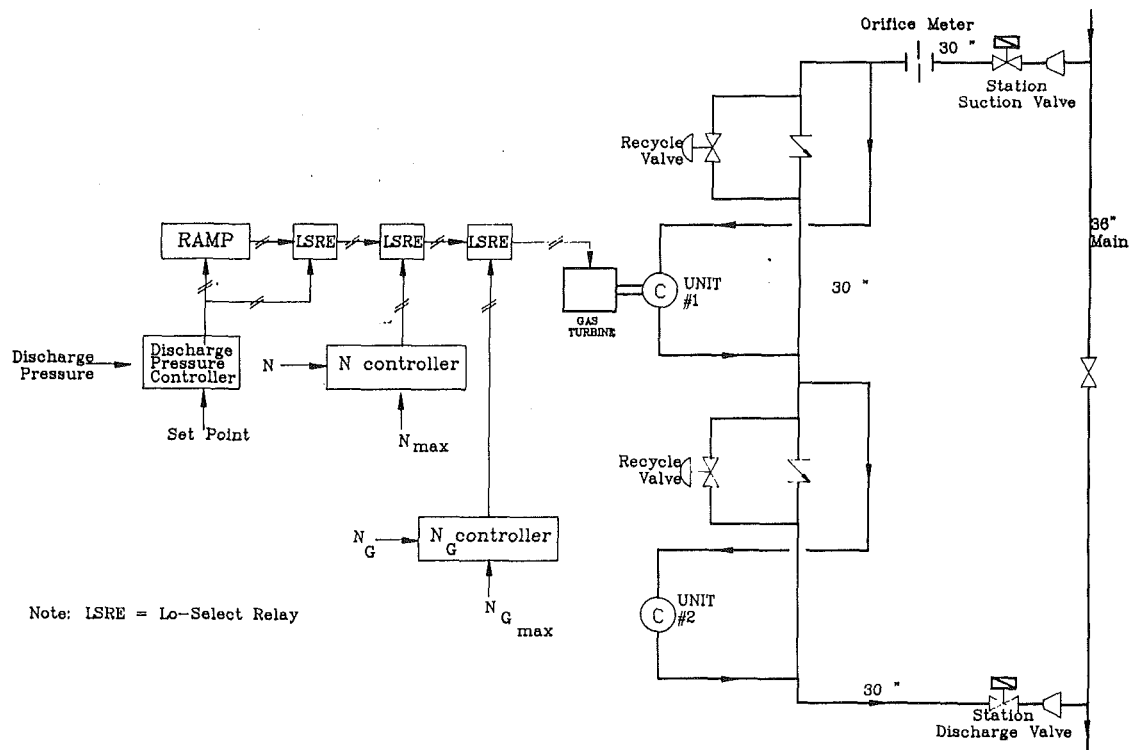 Orifice Meter
30 "
Station
Suction Valve
Recycle
Valve
36"
Main
RAMP
LSRE
LSRE
LSRE
C
UNIT
#1
30 "
GAS
TURBINE
Discharge
Pressure
Discharge
Pressure
Controller
N
N controller
Set Point
N max
Recycle
Valve
N G
N G controller
N G max
Note: LSRE = Lo-Select Relay
C
UNIT
#2
30 "
Station
Discharge Valve